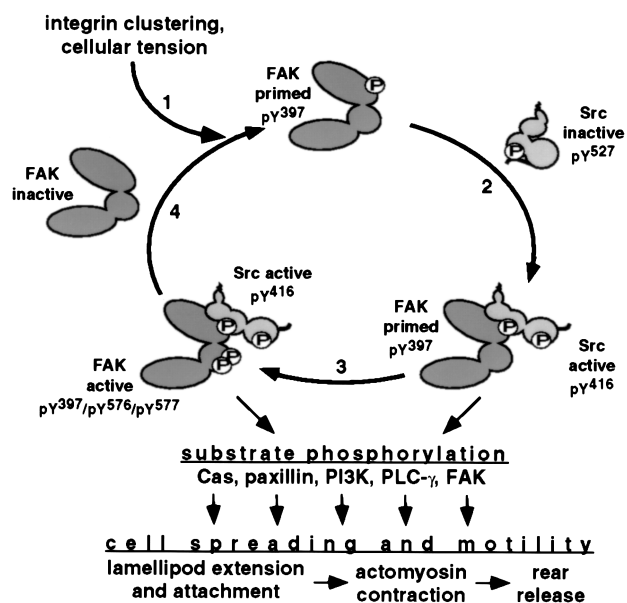 integrin clustering,
cellular tension
1
FAK
primed
pY397
P
Src
inactive
pY527
P
FAK
inactive
2
4
Src active
pY416
P
P
P
P
FAK
primed
pY397
P
P
FAK
active
pY397/pY576/pY577
3
Src
active
pY416
substrate phosphorylation
Cas, paxillin, PI3K, PLC-γ, FAK
cell spreading and motility
lamellipod extension
and attachment
actomyosin
contraction
rear
release